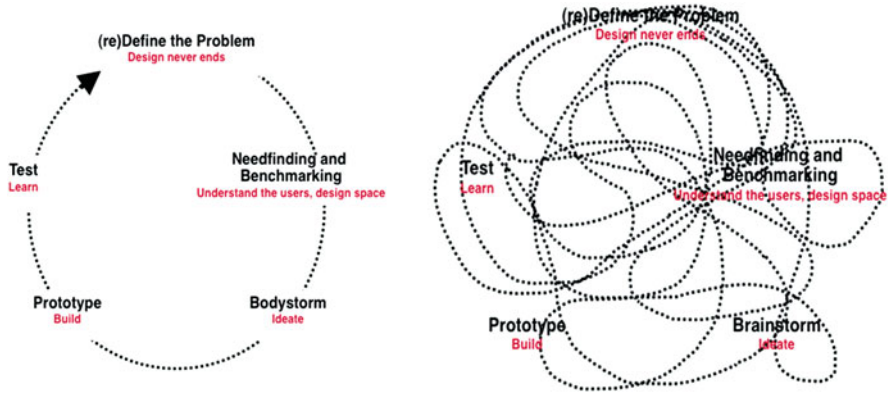 (re)Define the Problem
Design never ends
Needfinding and
Benchmarking
Understand the users, design space
Bodystorm
Ideate
Prototype
Build
Test
Learn
(re)Define the Problem
Design never ends
Needfinding and
Benchmarking
Understand the users, design space
Brainstorm
Ideate
Prototype
Build
Test
Learn